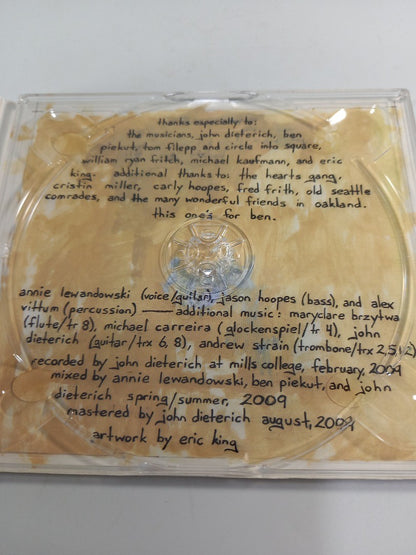 thanks especially to:
the musicians, john dieterich, ben
piekut, tom filepp and circle into square,
william ryan fritch, michael kaufmann, and eric
king. additional thanks to: the hearts gang,
cristin miller, carly hoopes, fred frith, old seattle
comrades, and the many wonderful friends in oakland.
this one's for ben.
annie lewandowski (voice/guitar), jason hoopes (bass), and alex
vittum (percussion) —— additional music: maryclare brzytwa
(flute/tr 8), michael carreira (glockenspiel/tr 4), john
dieterich (guitar/trx 6, 8), andrew strain (trombone/trx 2,5,12)
recorded by john dieterich at mills college, february, 2009
mixed by annie lewandowski, ben piekut, and john
dieterich spring/summer, 2009
mastered by john dieterich august, 2009
artwork by eric king